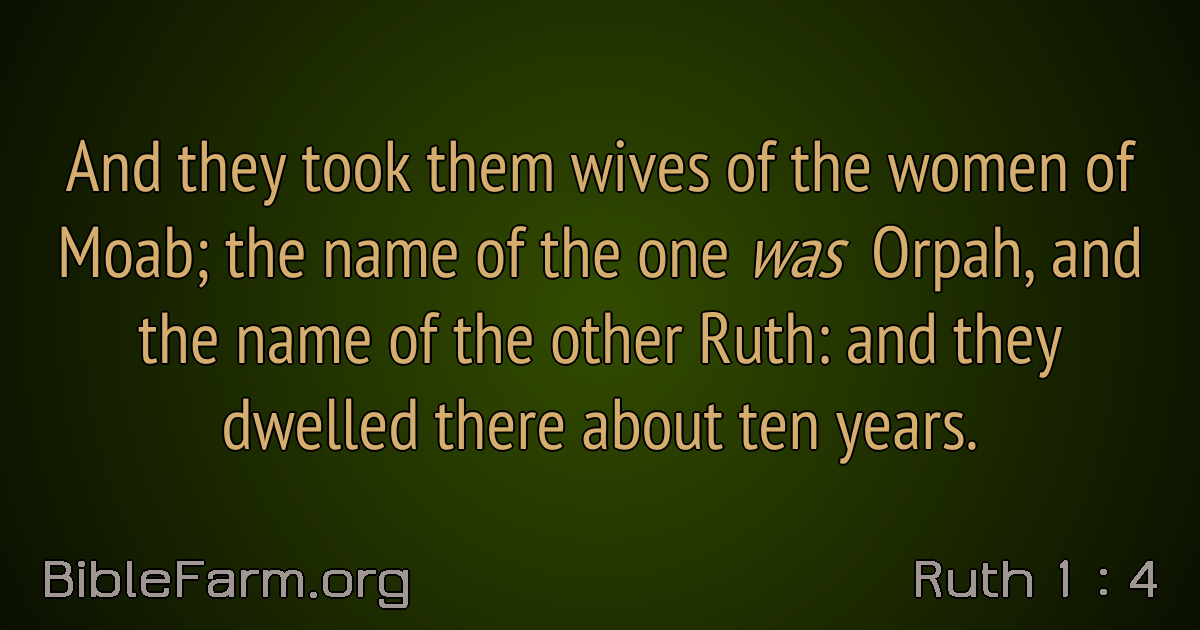 And they took them wives of the women of
Moab; the name of the one was Orpah, and
the name of the other Ruth: and they
dwelled there about ten years.
BibleFarm.org
Ruth 1 : 4